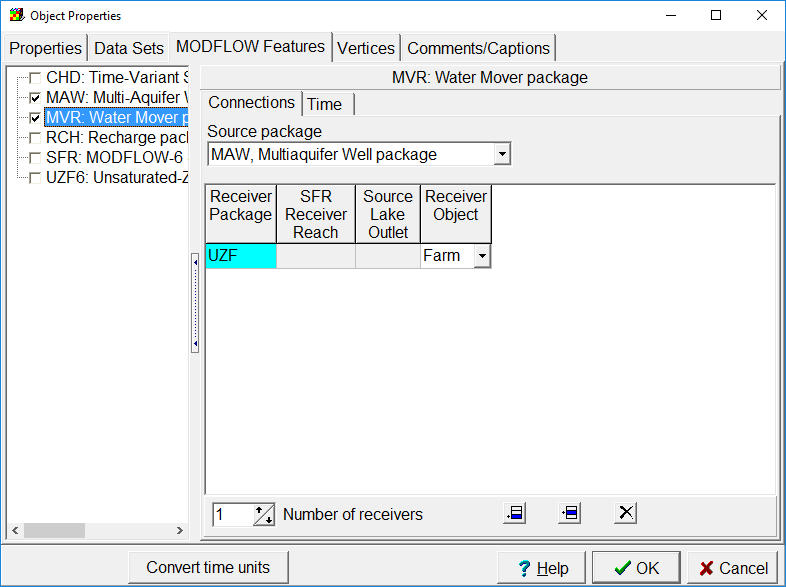 Object Properties
Properties
Data Sets
MODFLOW Features
Vertices
Comments/Captions
CHD: Time-Variant S
MAW: Multi-Aquifer W
MVR: Water Mover p
RCH: Recharge pack
SFR: MODFLOW-6
UZF6: Unsaturated-Z
MVR: Water Mover package
Connections
Time
Source package
MAW, Multiaquifer Well package
Receiver Package
SFR Receiver Reach
Source Lake Outlet
Receiver Object
UZF
Farm
1
Number of receivers
Convert time units
? Help
OK
Cancel